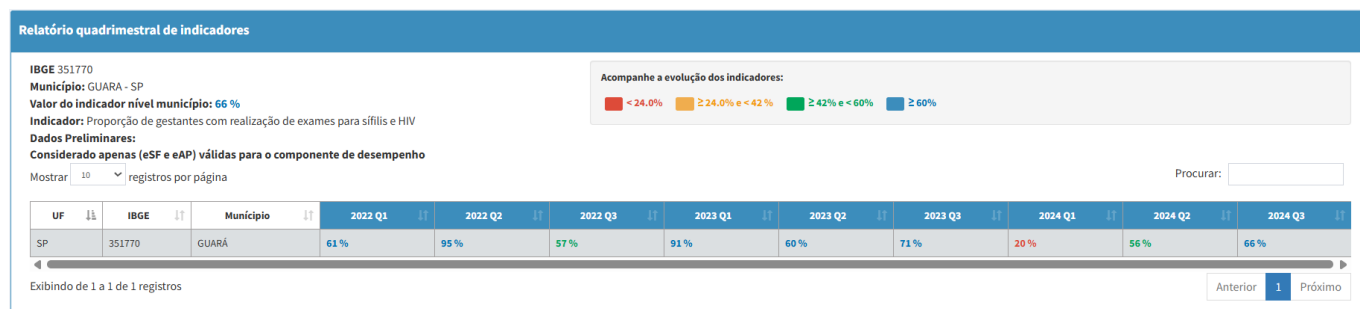 Relatório quadrimestral de indicadores
IBGE 351770
Município: GUARA - SP
Valor do indicador nível município: 66 %
Indicador: Proporção de gestantes com realização de exames para sífilis e HIV
Dados Preliminares:
Considerado apenas (eSF e eAP) válidas para o componente de desempenho
Acompanhe a evolução dos indicadores:
< 24.0% ≥ 24.0% e < 42 % ≥ 42% e < 60% ≥ 60%
Mostrar 10 registros por página
Procurar:
UF IBGE Munícipio 2022 Q1 2022 Q2 2022 Q3 2023 Q1 2023 Q2 2023 Q3 2024 Q1 2024 Q2 2024 Q3
SP 351770 GUARÁ 61 % 95 % 57 % 91 % 60 % 71 % 20 % 56 % 66 %
Exibindo de 1 a 1 de 1 registros
Anterior 1 Próximo